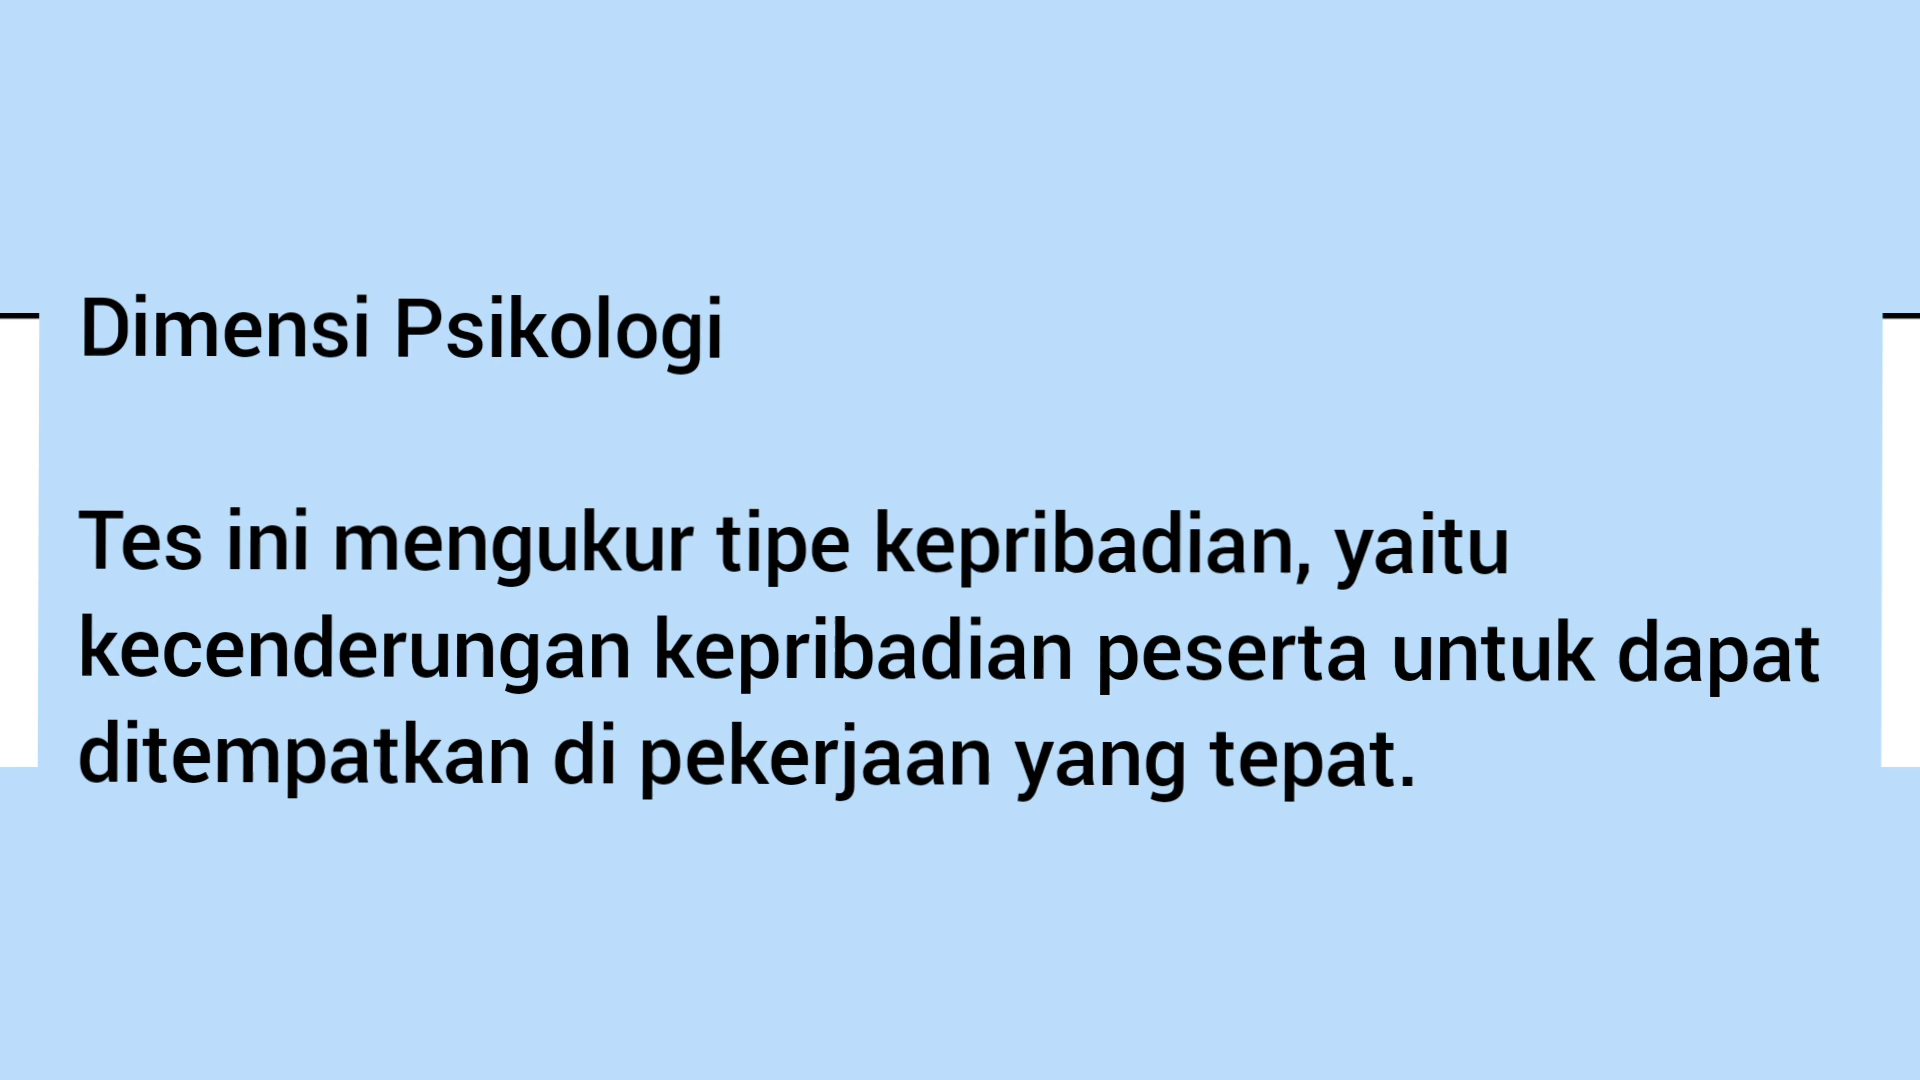 Dimensi Psikologi
Tes ini mengukur tipe kepribadian, yaitu
kecenderungan kepribadian peserta untuk dapat
ditempatkan di pekerjaan yang tepat.